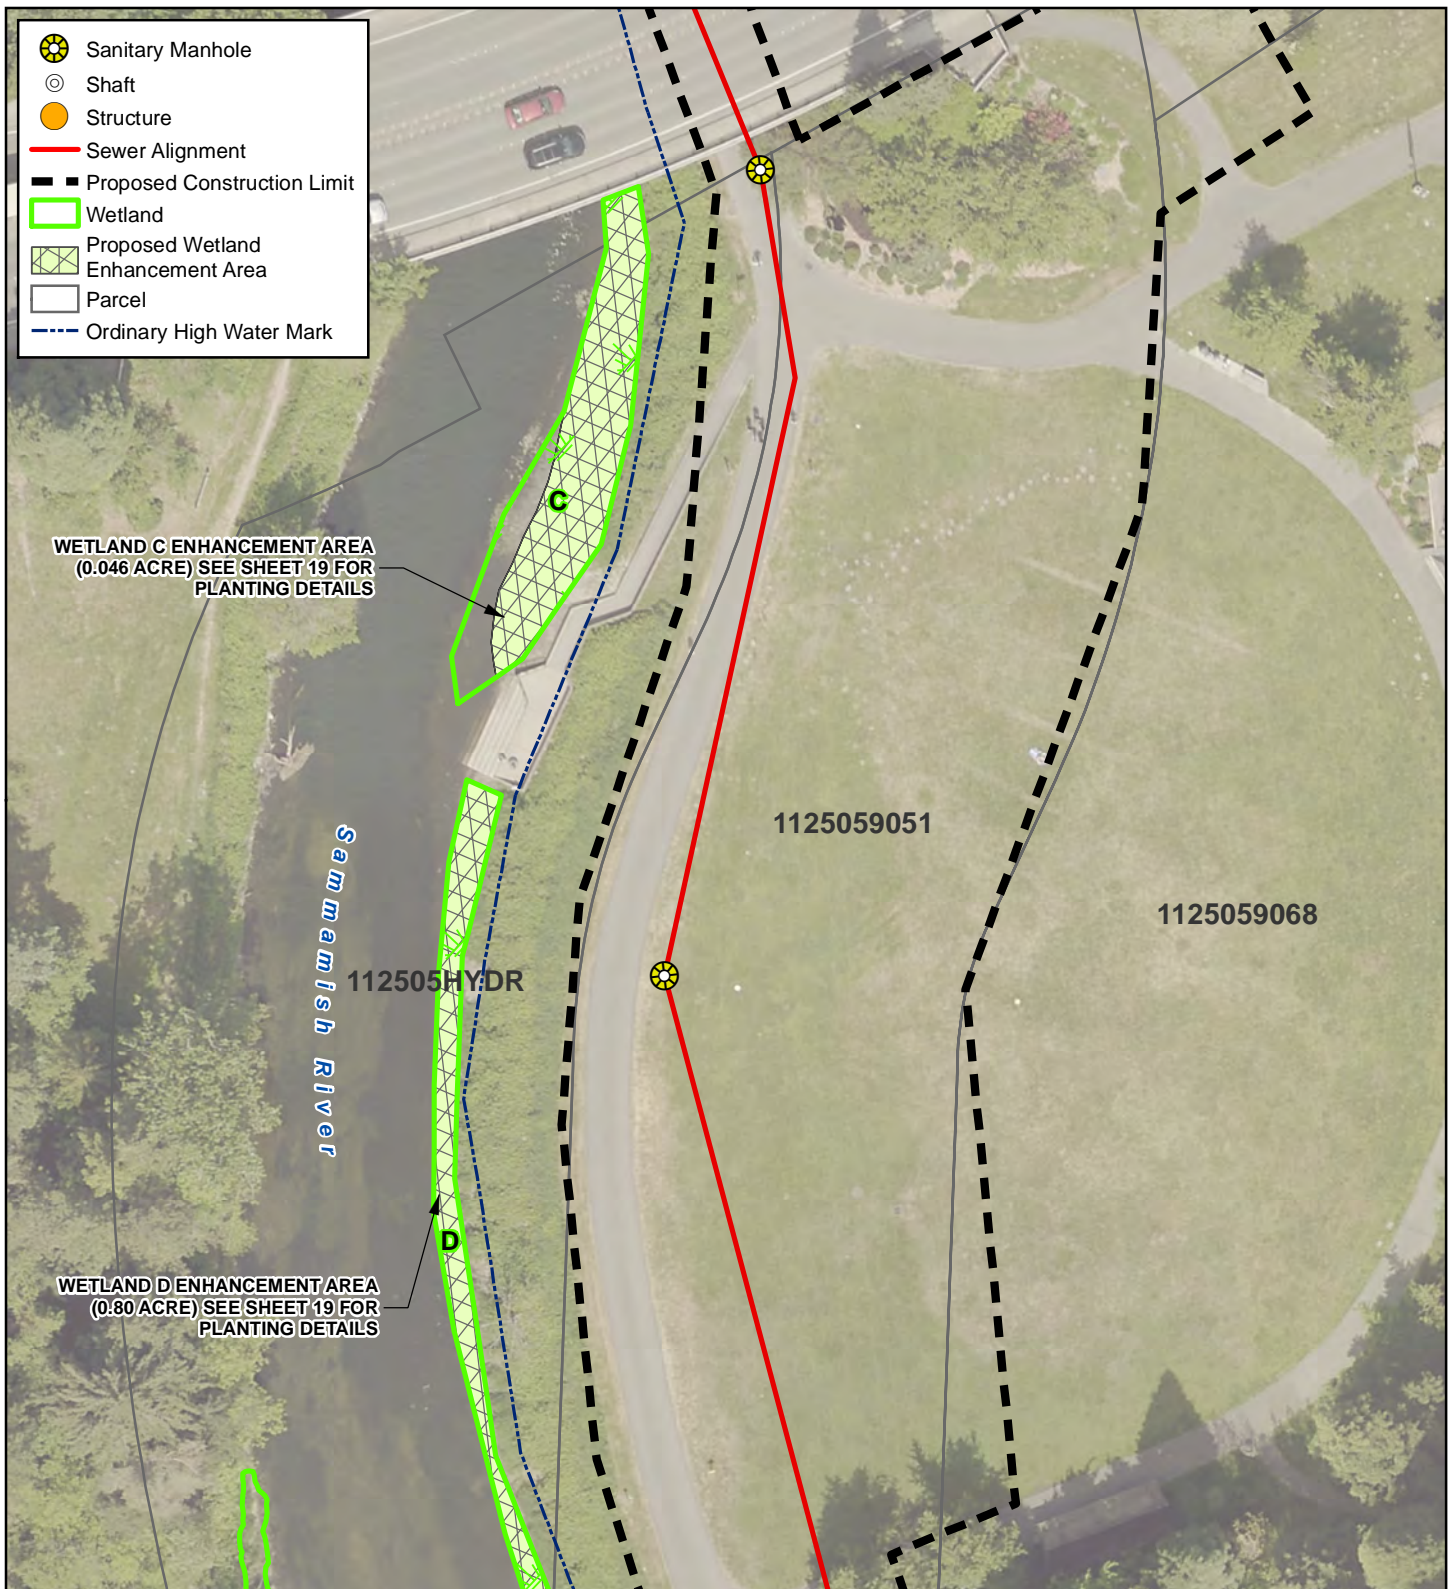 Sanitary Manhole
Shaft
Structure
Sewer Alignment
Proposed Construction Limit
Wetland
Proposed Wetland
Enhancement Area
Parcel
Ordinary High Water Mark
C
WETLAND C ENHANCEMENT AREA
(0.046 ACRE) SEE SHEET 19 FOR
PLANTING DETAILS
1125059051
Sammamish River
1125059068
112505HYDR
D
WETLAND D ENHANCEMENT AREA
(0.80 ACRE) SEE SHEET 19 FOR
PLANTING DETAILS